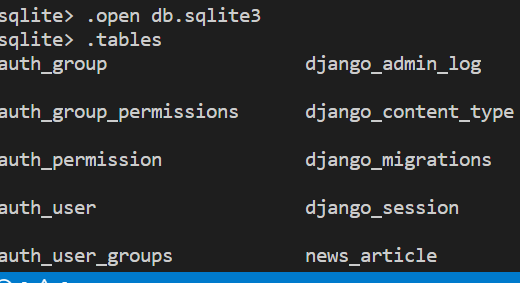 sqlite> .open db.sqlite3
sqlite> .tables
auth_group django_admin_log
auth_group_permissions django_content_type
auth_permission django_migrations
auth_user django_session
auth_user_groups news_article